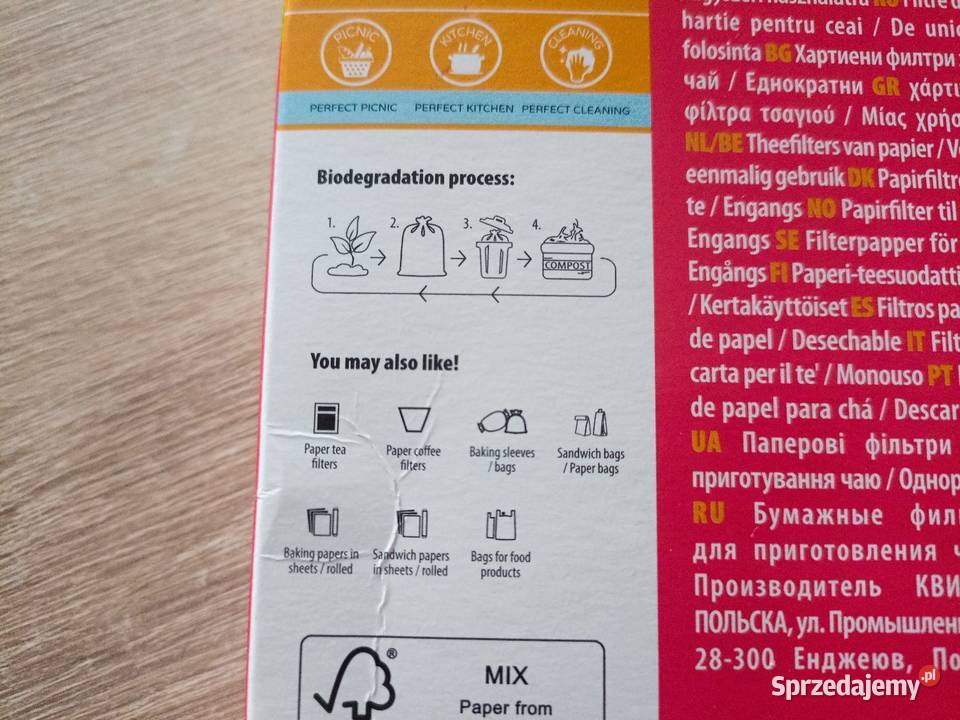 PICNIC
KITCHEN
CLEANING
PERFECT PICNIC
PERFECT KITCHEN
PERFECT CLEANING
Biodegradation process:
1.
2.
3.
4.
COMPOST
You may also like!
Paper tea
filters
Paper coffee
filters
Baking sleeves
/ bags
Sandwich bags
/ Paper bags
Baking papers in
sheets / rolled
Sandwich papers
in sheets / rolled
Bags for food
products
®
MIX
Paper from
hartie pentru ceai / De unic
folosinta BG Хартиени филтри
чай / Еднократни GR χάρτι
φίλτρα τσαγιού / Μίας χρήσ
NL/BE Theefilters van papier / V
eenmalig gebruik DK Papirfiltr
te / Engangs NO Papirfilter til
Engangs SE Filterpapper för
Engångs FI Paperi-teesuodatti
/ Kertakäyttöiset ES Filtros pa
de papel / Desechable IT Filt
carta per il te' / Monouso PT
de papel para chá / Descar
UA Паперові фільтри
приготування чаю / Однор
RU Бумажные фил
для приготовления ч
Производитель КВИ
ПОЛЬСКА, ул. Промышлен
28-300 Енджеюв, По
Sprzedajemy.pl